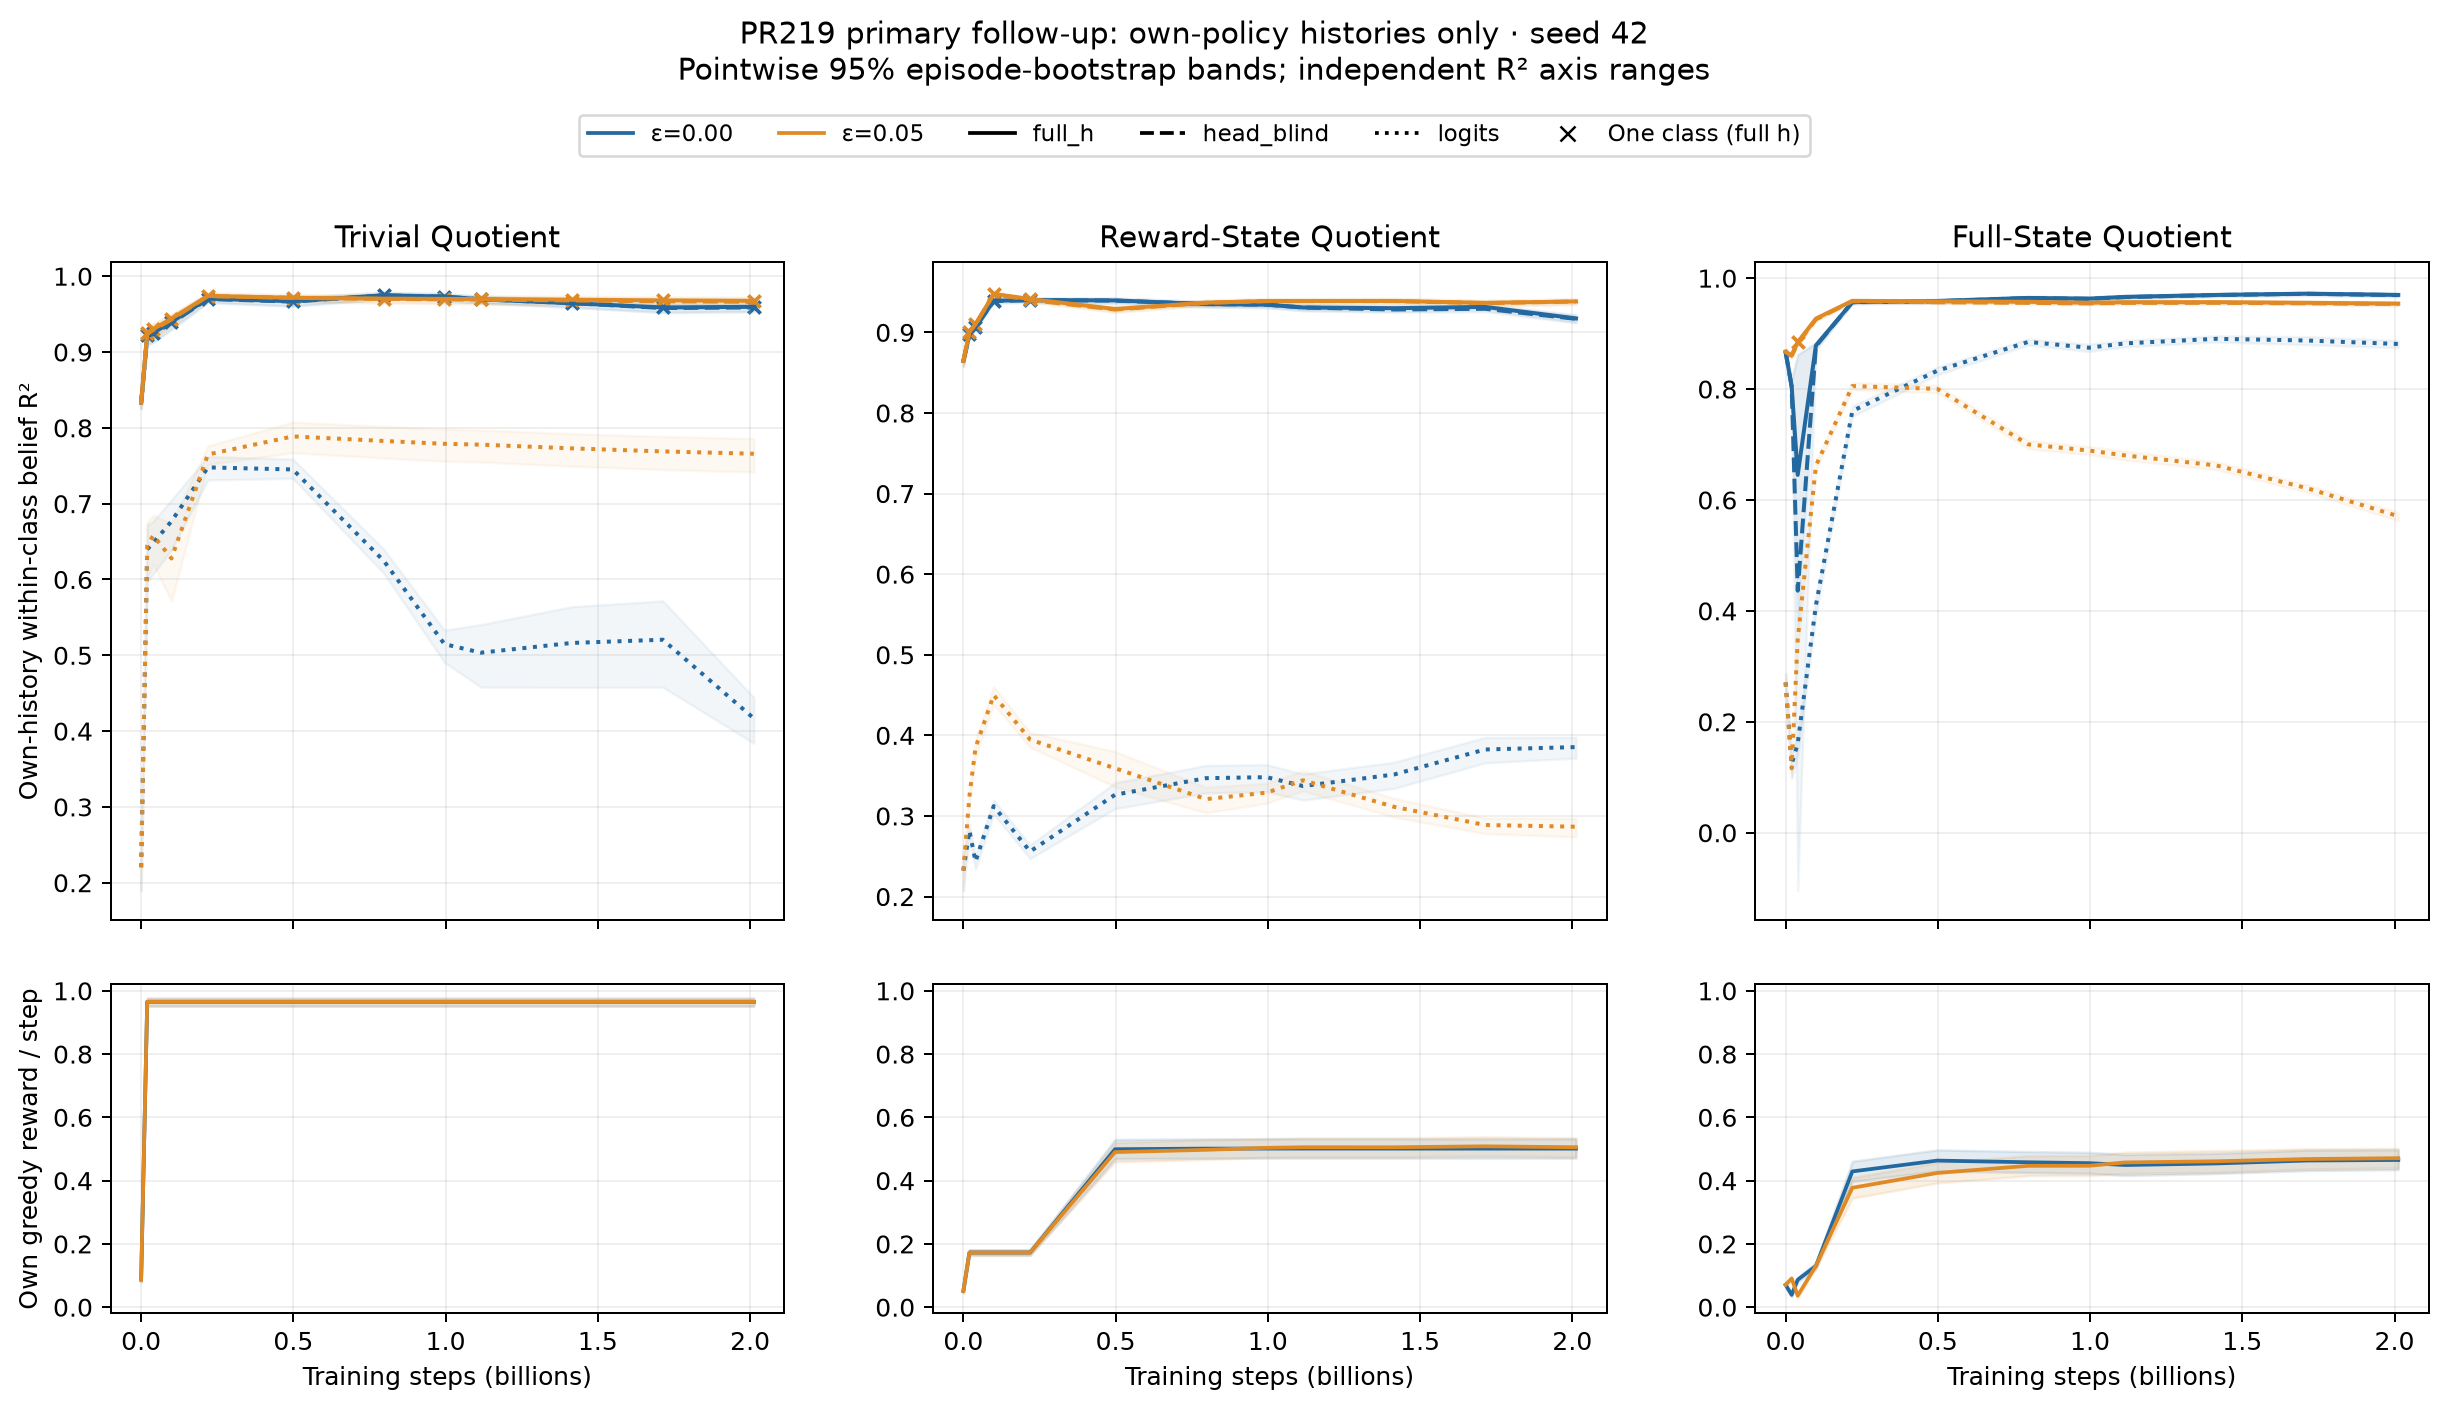 PR219 primary follow-up: own-policy histories only · seed 42
Pointwise 95% episode-bootstrap bands; independent R² axis ranges
ε=0.00 ε=0.05 full_h head_blind logits One class (full h)
Trivial Quotient
Own-history within-class belief R²
1.0
0.9
0.8
0.7
0.6
0.5
0.4
0.3
0.2
Reward-State Quotient
0.9
0.8
0.7
0.6
0.5
0.4
0.3
0.2
Full-State Quotient
1.0
0.8
0.6
0.4
0.2
0.0
Own greedy reward / step
1.0
0.8
0.6
0.4
0.2
0.0
0.0 0.5 1.0 1.5 2.0
Training steps (billions)
1.0
0.8
0.6
0.4
0.2
0.0
0.0 0.5 1.0 1.5 2.0
Training steps (billions)
1.0
0.8
0.6
0.4
0.2
0.0
0.0 0.5 1.0 1.5 2.0
Training steps (billions)